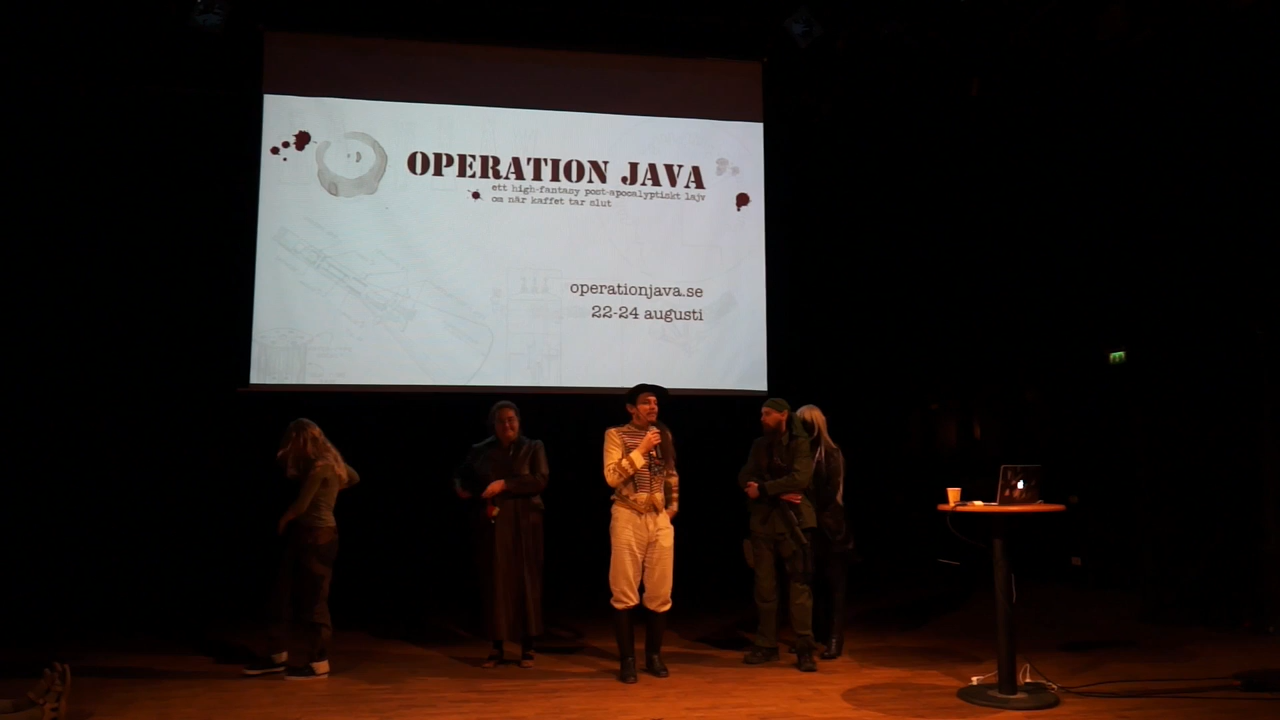 OPERATION JAVA
ett high-fantasy post-apocalyptiskt lajv
om när kaffet tar slut
operationjava.se
22-24 augusti